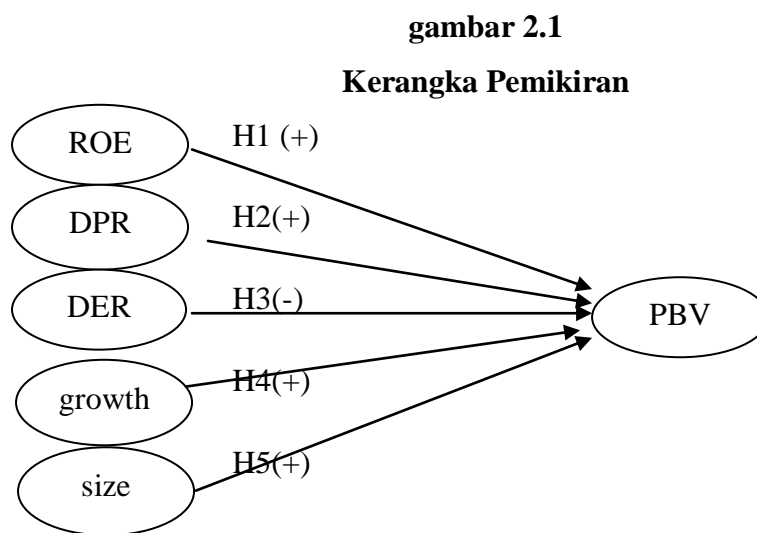 gambar 2.1
Kerangka Pemikiran
ROE
H1 (+)
DPR
H2(+)
DER
H3(-)
PBV
growth
H4(+)
size
H5(+)